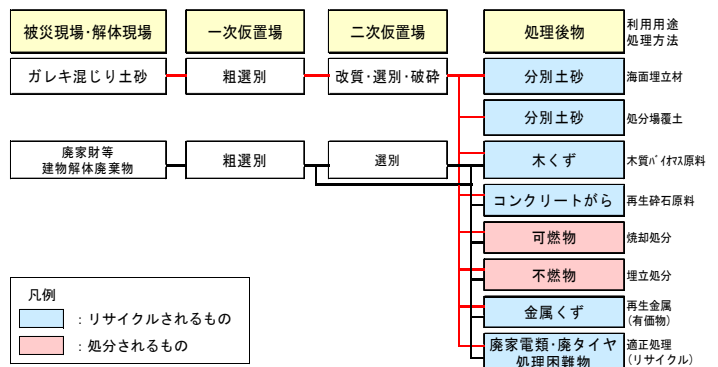 被災現場・解体現場
一次仮置場
二次仮置場
処理後物
利用用途
処理方法
ガレキ混じり土砂
粗選別
改質・選別・破砕
分別土砂
海面埋立材
分別土砂
処分場覆土
廃家財等
建物解体廃棄物
粗選別
選別
木くず
木質バイオマス原料
コンクリートがら
再生砕石原料
可燃物
焼却処分
不燃物
埋立処分
金属くず
再生金属
(有価物)
廃家電類・廃タイヤ
処理困難物
適正処理
(リサイクル)
凡例
：リサイクルされるもの
：処分されるもの